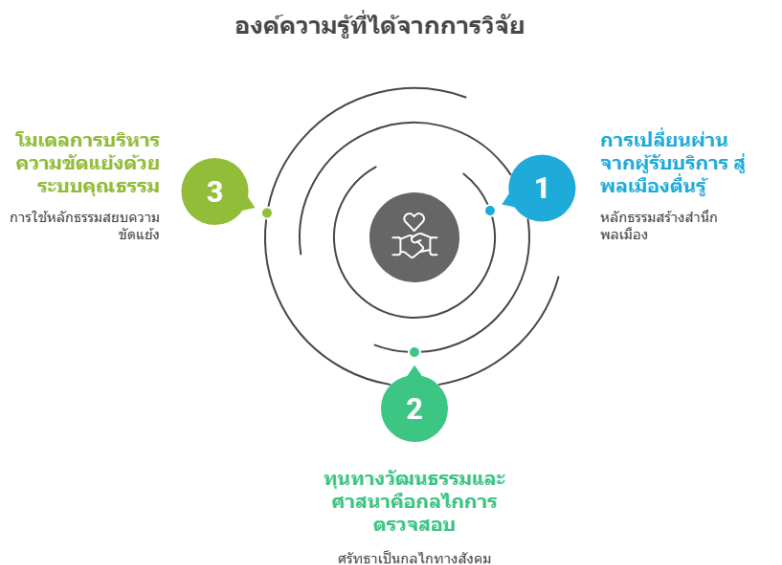 องค์ความรู้ที่ได้จากการวิจัย
การเปลี่ยนผ่าน
จากผู้รับบริการ สู่
พลเมืองตื่นรู้
หลักธรรมสร้างสำนึก
พลเมือง
1
2
ทุนทางวัฒนธรรมและ
ศาสนาคือกลไกการ
ตรวจสอบ
ศรัทธาเป็นกลไกทางสังคม
โมเดลการบริหาร
ความขัดแย้งด้วย
ระบบคุณธรรม
การใช้หลักธรรมสยบความ
ขัดแย้ง
3